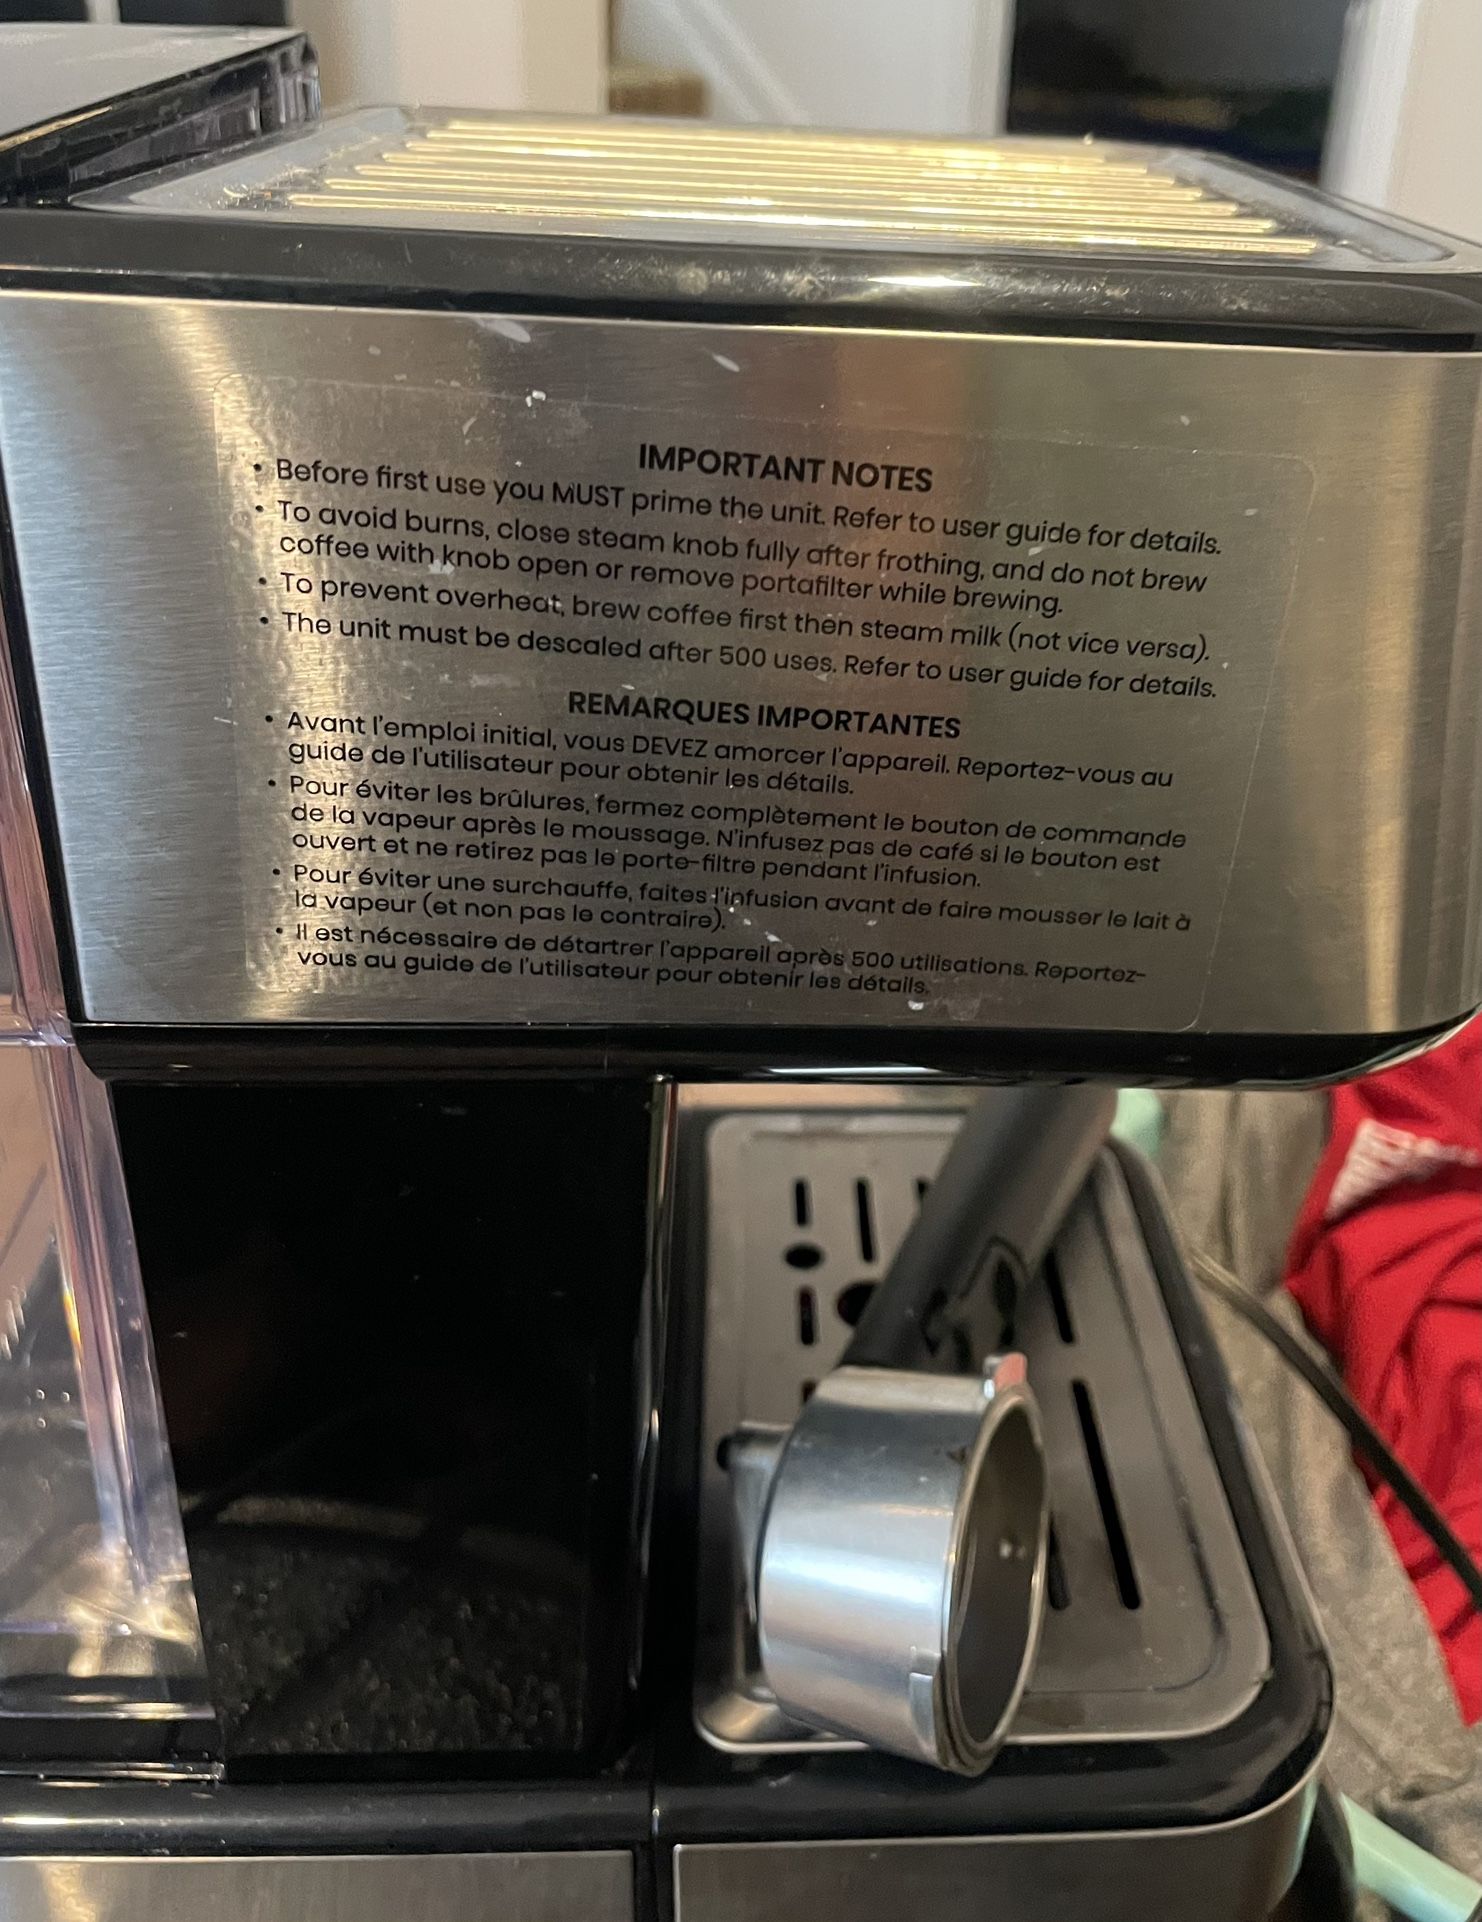 IMPORTANT NOTES
• Before first use you MUST prime the unit. Refer to user guide for details.
• To avoid burns, close steam knob fully after frothing, and do not brew
coffee with knob open or remove portafilter while brewing.
• To prevent overheat, brew coffee first then steam milk (not vice versa).
• The unit must be descaled after 500 uses. Refer to user guide for details.
REMARQUES IMPORTANTES
• Avant l'emploi initial, vous DEVEZ amorcer l'appareil. Reportez-vous au
guide de l'utilisateur pour obtenir les détails.
• Pour éviter les brûlures, fermez complètement le bouton de commande
de la vapeur après le moussage. N'infusez pas de café si le bouton est
ouvert et ne retirez pas le porte-filtre pendant l'infusion.
• Pour éviter une surchauffe, faites l'infusion avant de faire mousser le lait à
la vapeur (et non pas le contraire).
• Il est nécessaire de détartrer l'appareil après 500 utilisations. Reportez-
vous au guide de l'utilisateur pour obtenir les détails.